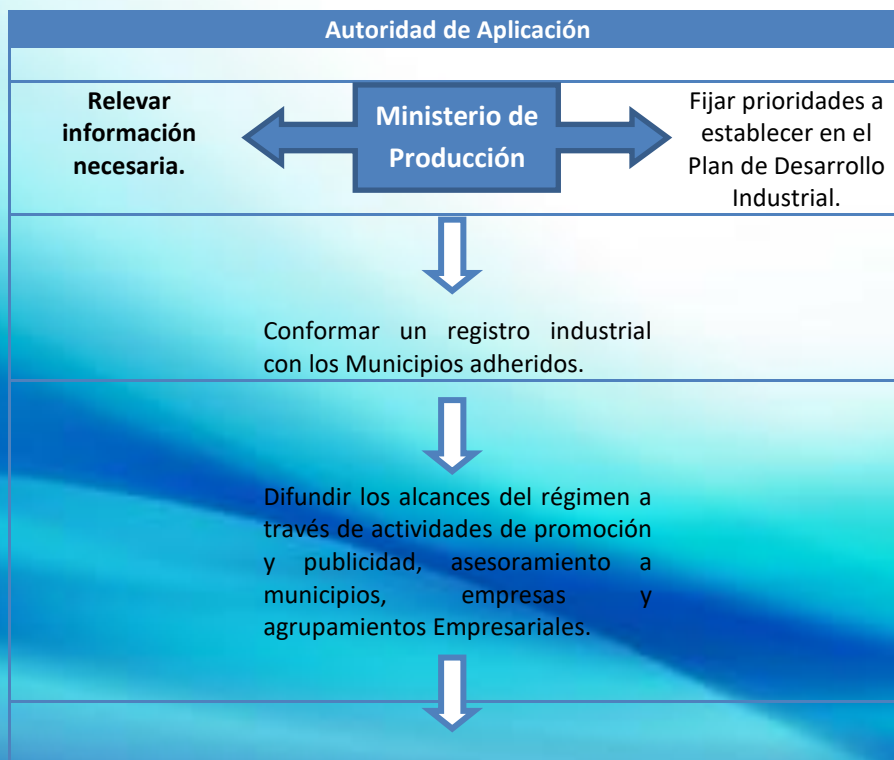 Autoridad de Aplicación
Relevar
información
necesaria.
Ministerio de
Producción
Fijar prioridades a
establecer en el
Plan de Desarrollo
Industrial.
Conformar un registro industrial
con los Municipios adheridos.
Difundir los alcances del régimen a
través de actividades de promoción
y publicidad, asesoramiento a
municipios, empresas y
agrupamientos Empresariales.